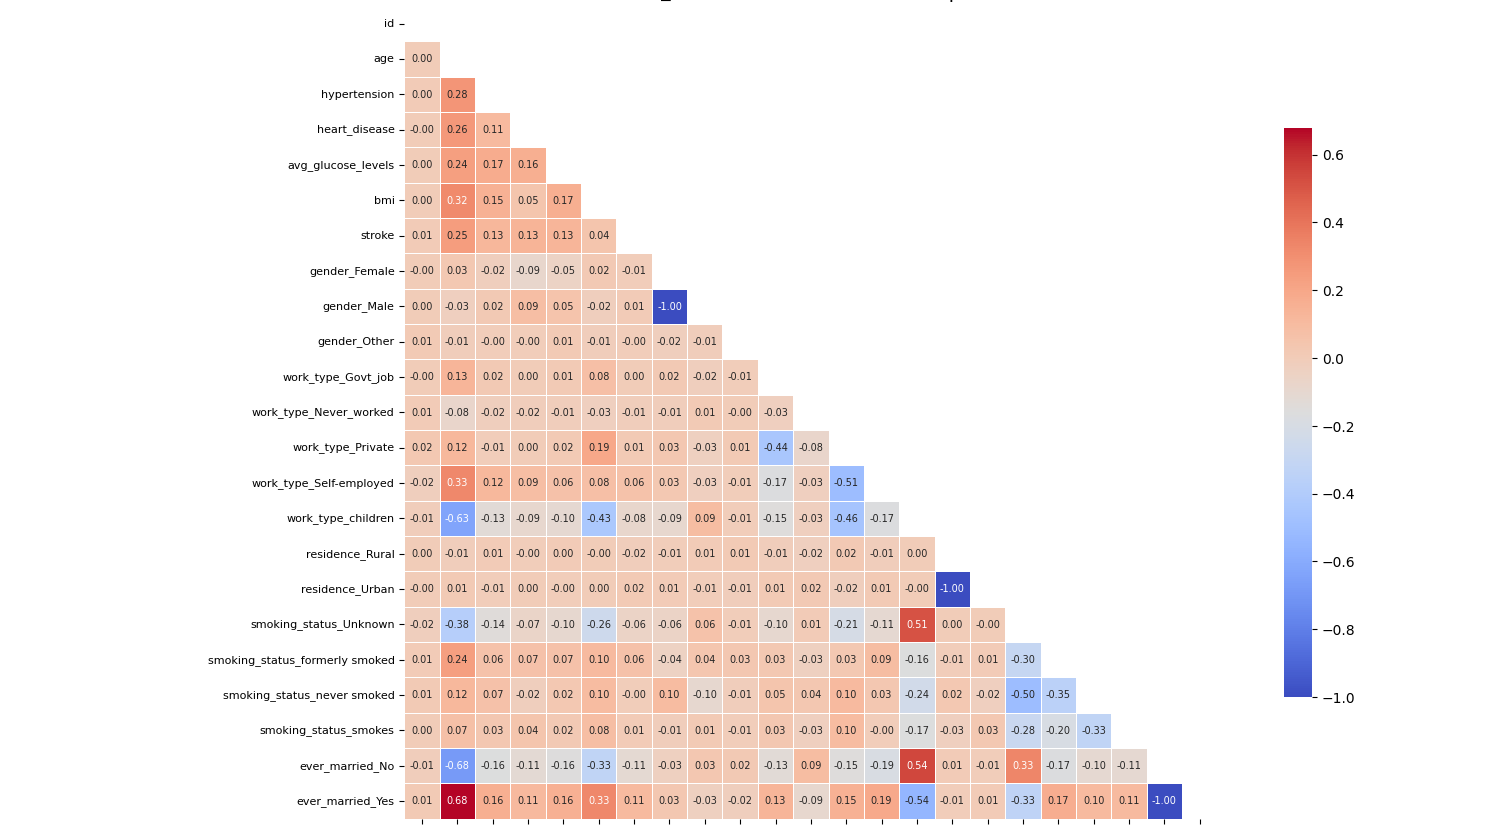 id
age 0.00
hypertension 0.00 0.28
heart_disease -0.00 0.26 0.11
avg_glucose_levels 0.00 0.24 0.17 0.16
bmi 0.00 0.32 0.15 0.05 0.17
stroke 0.01 0.25 0.13 0.13 0.13 0.04
gender_Female -0.00 0.03 -0.02 -0.09 -0.05 0.02 -0.01
gender_Male 0.00 -0.03 0.02 0.09 0.05 -0.02 0.01 -1.00
gender_Other 0.01 -0.01 -0.00 -0.00 0.01 -0.01 -0.00 -0.02 -0.01
work_type_Govt_job -0.00 0.13 0.02 0.00 0.01 0.08 0.00 0.02 -0.02 -0.01
work_type_Never_worked 0.01 -0.08 -0.02 -0.02 -0.01 -0.03 -0.01 -0.01 0.01 -0.00 -0.03
work_type_Private 0.02 0.12 -0.01 0.00 0.02 0.19 0.01 0.03 -0.03 0.01 -0.44 -0.08
work_type_Self-employed -0.02 0.33 0.12 0.09 0.06 0.08 0.06 0.03 -0.03 -0.01 -0.17 -0.03 -0.51
work_type_children -0.01 -0.63 -0.13 -0.09 -0.10 -0.43 -0.08 -0.09 0.09 -0.01 -0.15 -0.03 -0.46 -0.17
residence_Rural 0.00 -0.01 0.01 -0.00 0.00 -0.00 -0.02 -0.01 0.01 0.01 -0.01 -0.02 0.02 -0.01 0.00
residence_Urban -0.00 0.01 -0.01 0.00 -0.00 0.00 0.02 0.01 -0.01 -0.01 0.01 0.02 -0.02 0.01 -0.00 -1.00
smoking_status_Unknown -0.02 -0.38 -0.14 -0.07 -0.10 -0.26 -0.06 -0.06 0.06 -0.01 -0.10 0.01 -0.21 -0.11 0.51 0.00 -0.00
smoking_status_formerly smoked 0.01 0.24 0.06 0.07 0.07 0.10 0.06 -0.04 0.04 0.03 0.03 -0.03 0.03 0.09 -0.16 -0.01 0.01 -0.30
smoking_status_never smoked 0.01 0.12 0.07 -0.02 0.02 0.10 -0.00 0.10 -0.10 -0.01 0.05 0.04 0.10 0.03 -0.24 0.02 -0.02 -0.50 -0.35
smoking_status_smokes 0.00 0.07 0.03 0.04 0.02 0.08 0.01 -0.01 0.01 -0.01 0.03 -0.03 0.10 -0.00 -0.17 -0.03 0.03 -0.28 -0.20 -0.33
ever_married_No -0.01 -0.68 -0.16 -0.11 -0.16 -0.33 -0.11 -0.03 0.03 0.02 -0.13 0.09 -0.15 -0.19 0.54 0.01 -0.01 0.33 -0.17 -0.10 -0.11
ever_married_Yes 0.01 0.68 0.16 0.11 0.16 0.33 0.11 0.03 -0.03 -0.02 0.13 -0.09 0.15 0.19 -0.54 -0.01 0.01 -0.33 0.17 0.10 0.11 -1.00
0.6
0.4
0.2
0.0
−0.2
−0.4
−0.6
−0.8
−1.0